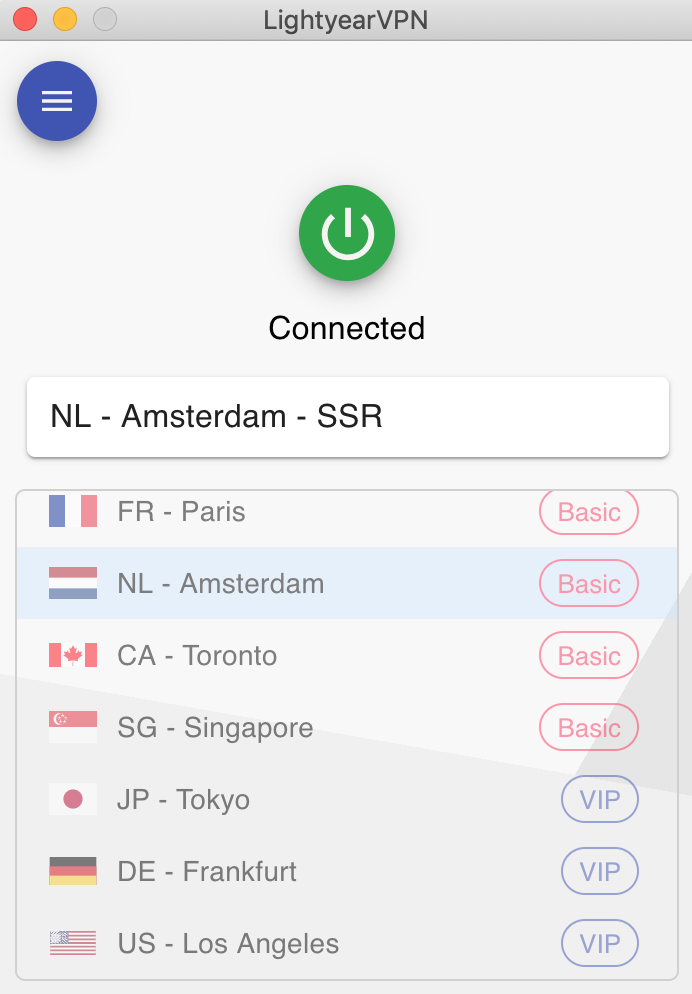 LightyearVPN
Connected
NL - Amsterdam - SSR
FR - Paris Basic
NL - Amsterdam Basic
CA - Toronto Basic
SG - Singapore Basic
JP - Tokyo VIP
DE - Frankfurt VIP
US - Los Angeles VIP